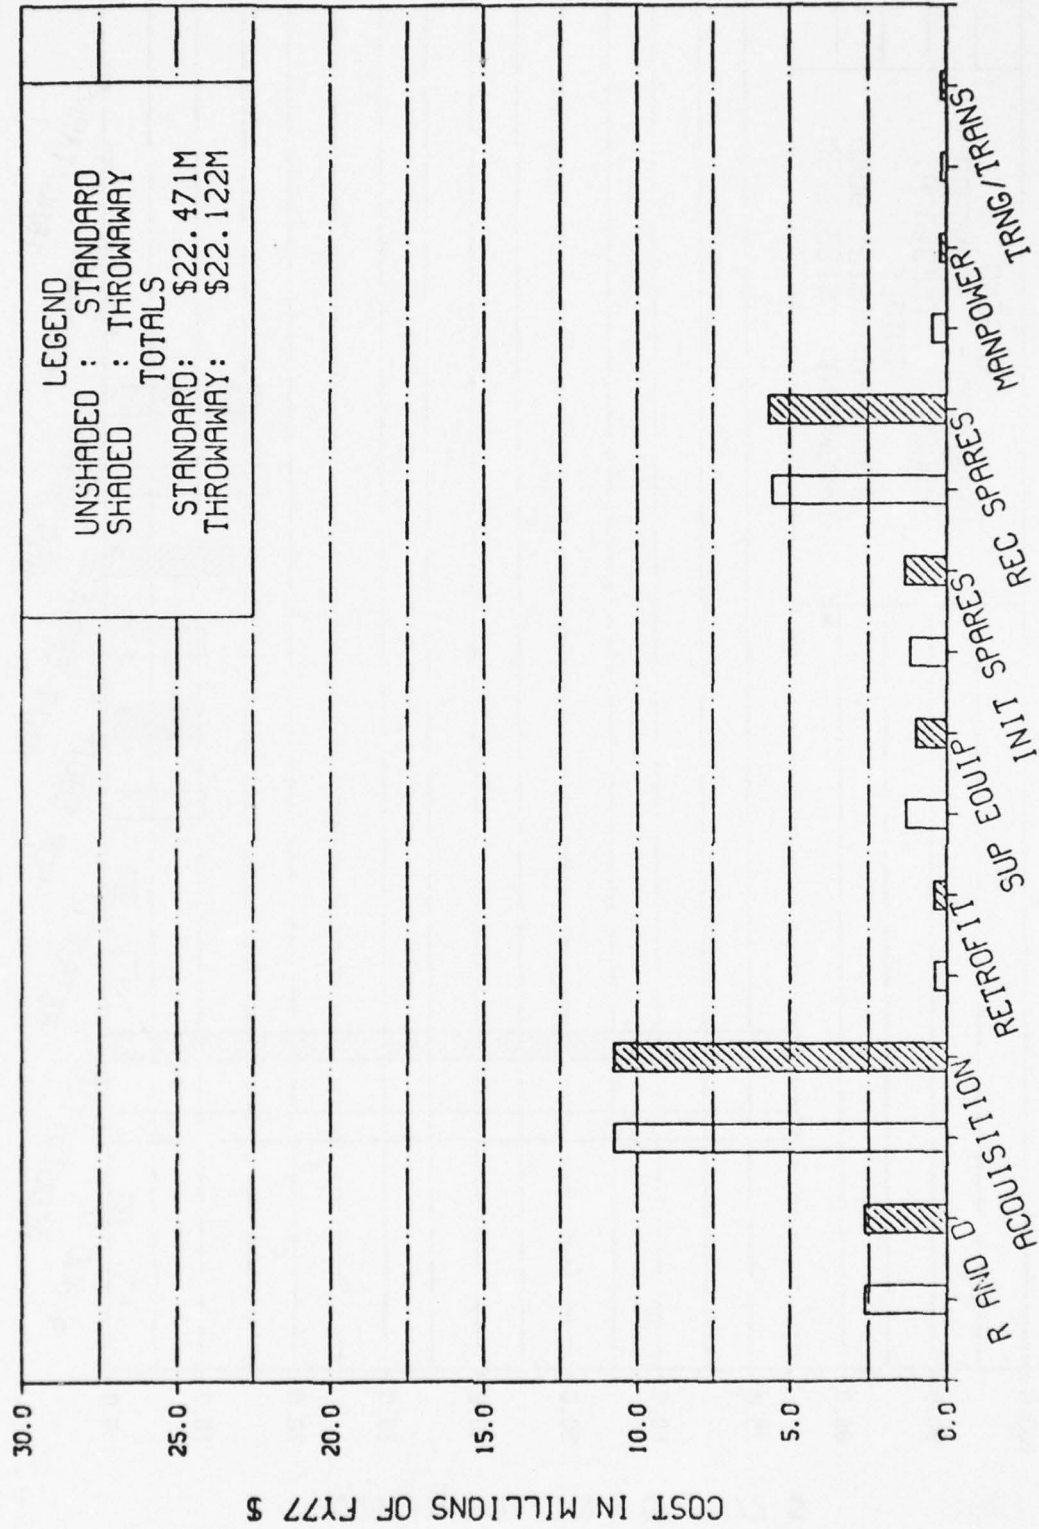 LEGEND
UNSHADED : STANDARD
SHADED : THROWAWAY
TOTALS
STANDARD: $22.471M
THROWAWAY: $22.122M
COST IN MILLIONS OF FY77 $
30.0
25.0
20.0
15.0
10.0
5.0
0.0
R AND D
ACQUISITION
RETROFIT
SUP EQUIP
INIT SPARES
REC SPARES
MANPOWER
TRNG/TRANS